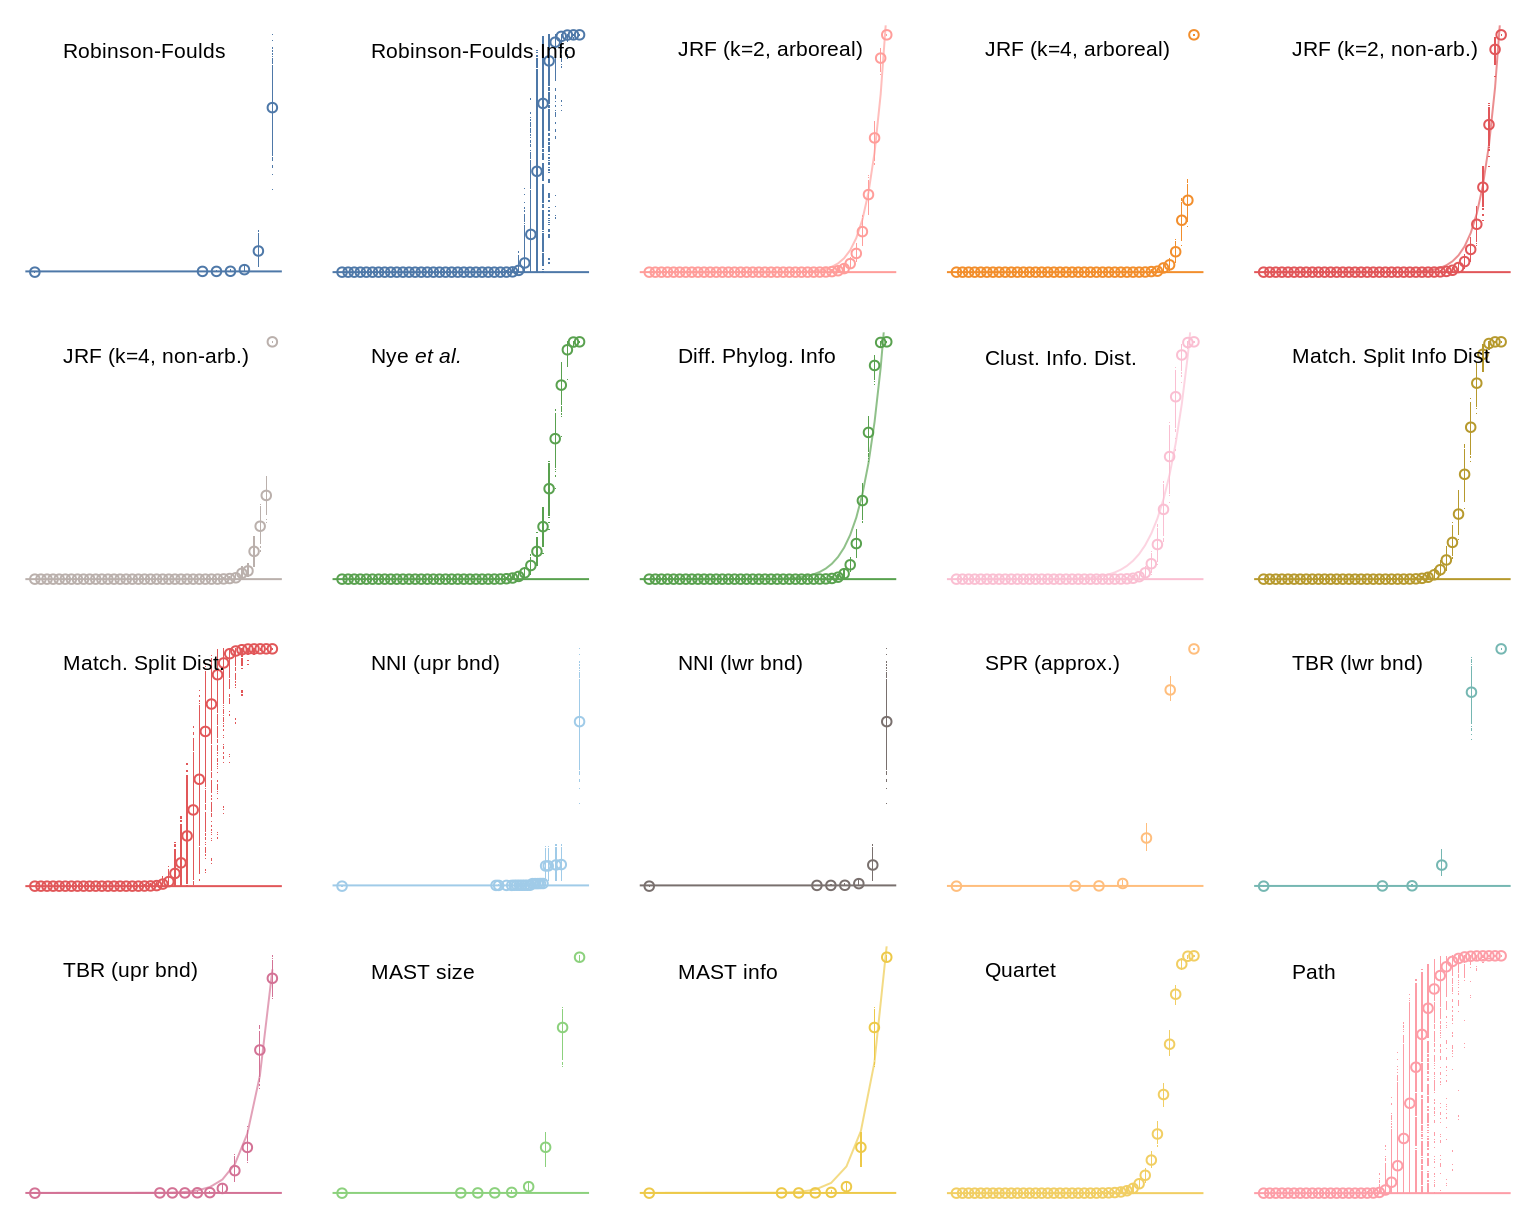 Robinson-Foulds
Robinson-Foulds Info
JRF (k=2, arboreal)
JRF (k=4, arboreal)
JRF (k=2, non-arb.)
JRF (k=4, non-arb.)
Nye et al.
Diff. Phylog. Info
Clust. Info. Dist.
Match. Split Info Dist
Match. Split Dist.
NNI (upr bnd)
NNI (lwr bnd)
SPR (approx.)
TBR (lwr bnd)
TBR (upr bnd)
MAST size
MAST info
Quartet
Path